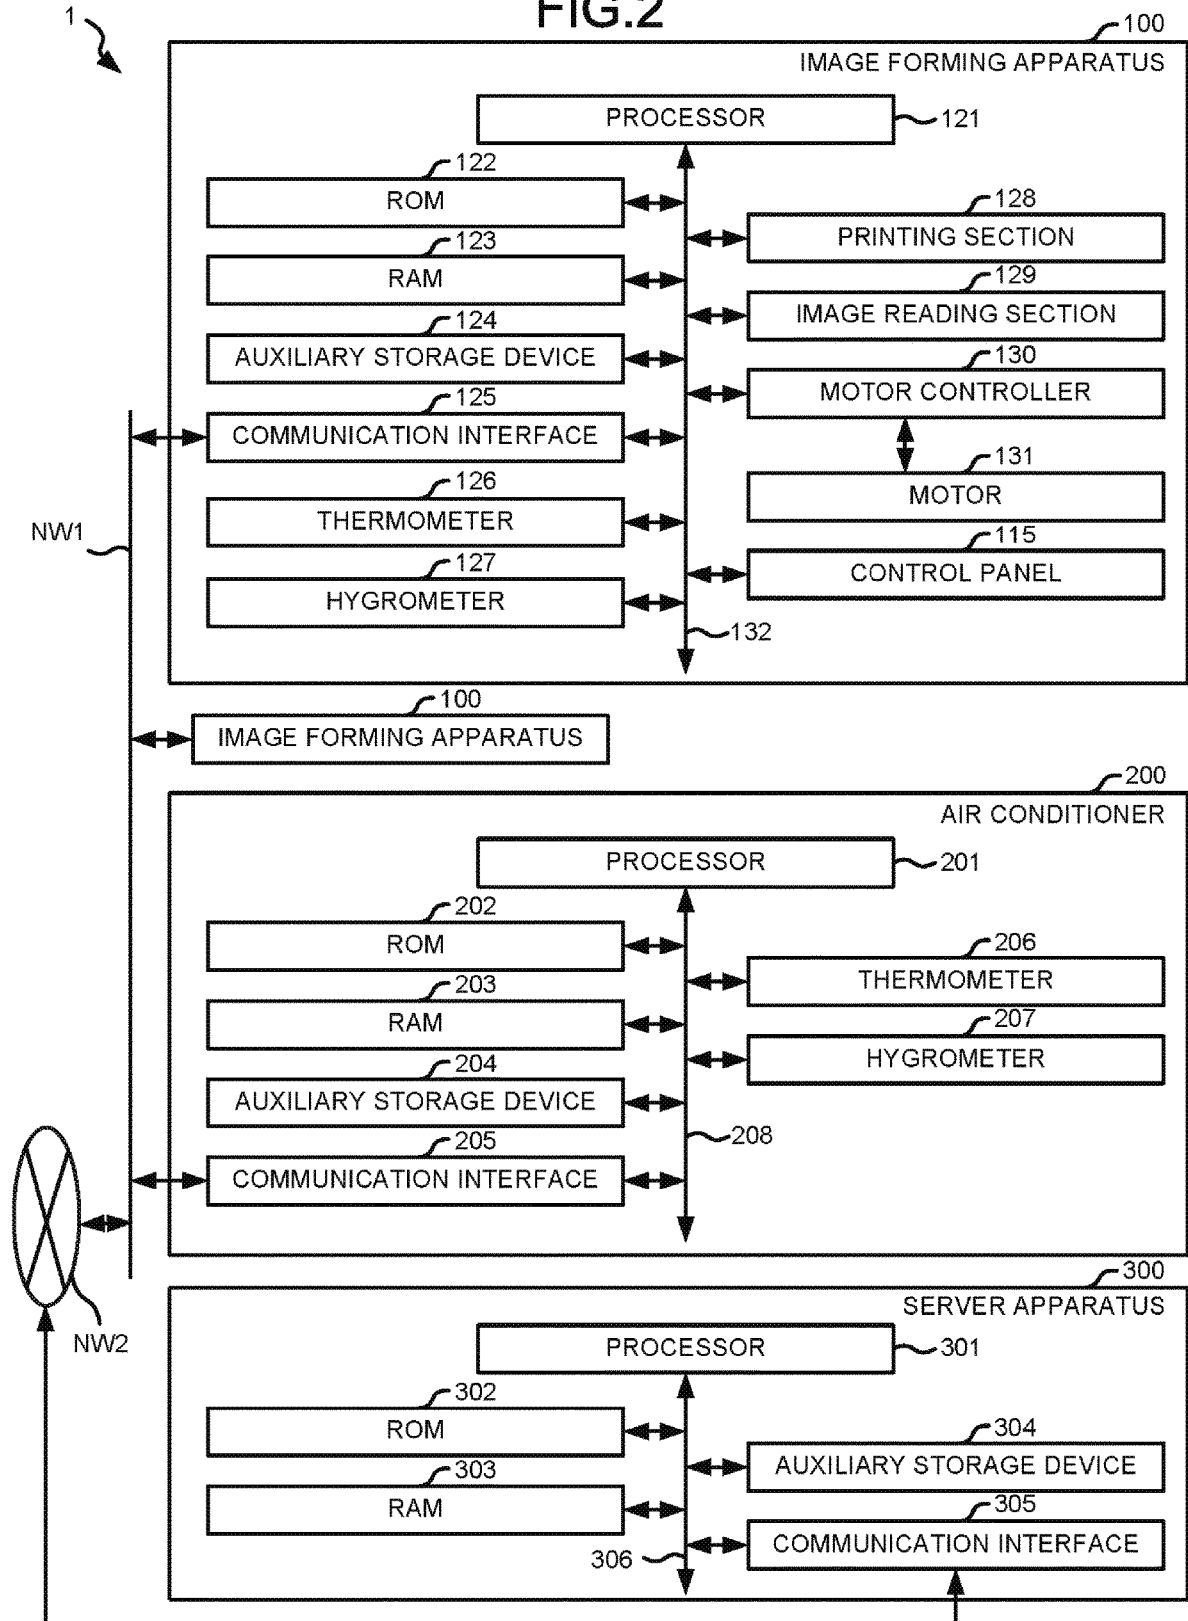 FIG.2
1
100
IMAGE FORMING APPARATUS
PROCESSOR
121
122
ROM
128
PRINTING SECTION
123
RAM
129
IMAGE READING SECTION
124
AUXILIARY STORAGE DEVICE
130
MOTOR CONTROLLER
125
COMMUNICATION INTERFACE
131
MOTOR
126
THERMOMETER
NW1
115
CONTROL PANEL
127
HYGROMETER
132
100
IMAGE FORMING APPARATUS
200
AIR CONDITIONER
PROCESSOR
201
202
ROM
206
THERMOMETER
203
RAM
207
HYGROMETER
204
AUXILIARY STORAGE DEVICE
208
205
COMMUNICATION INTERFACE
NW2
300
SERVER APPARATUS
PROCESSOR
301
302
ROM
304
AUXILIARY STORAGE DEVICE
303
RAM
305
COMMUNICATION INTERFACE
306